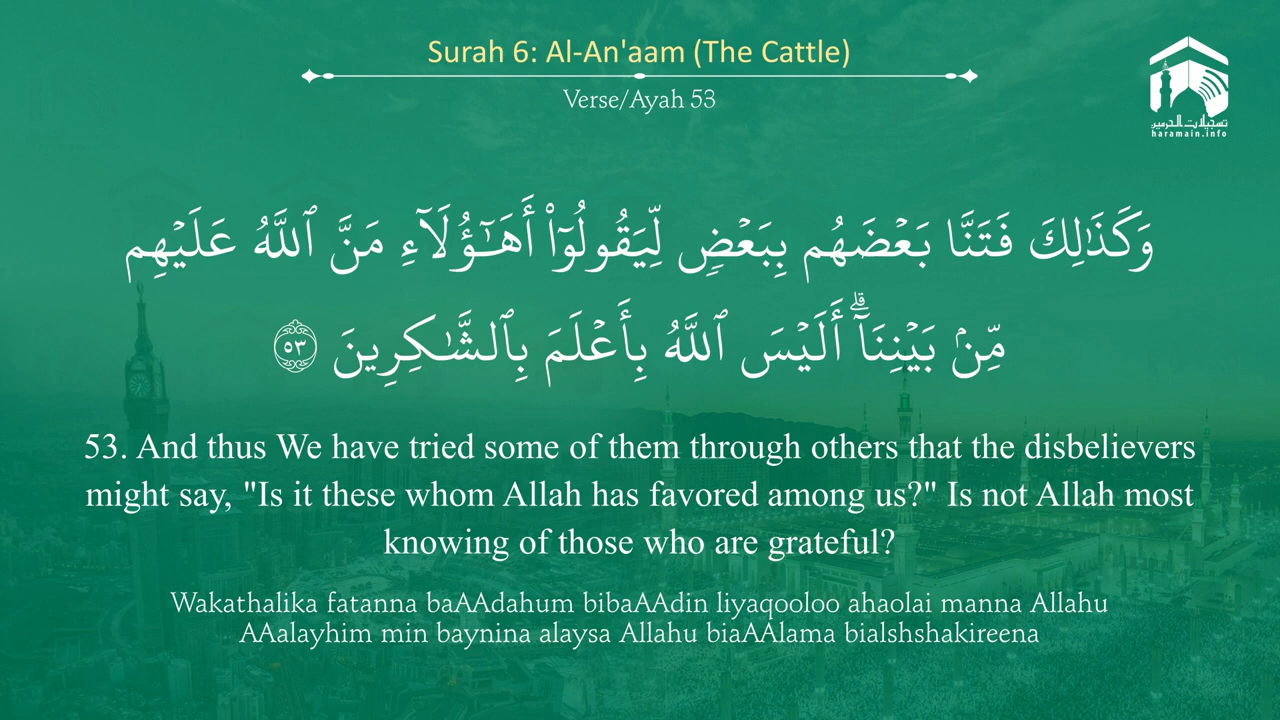 Surah 6: Al-An'aam (The Cattle)
Verse/Ayah 53
تسجيلات الحرمين
haramain.info
وَكَذَٰلِكَ فَتَنَّا بَعۡضَهُم بِبَعۡضٖ لِّيَقُولُوٓاْ أَهَـٰٓؤُلَآءِ مَنَّ ٱللَّهُ عَلَيۡهِم
مِّنۢ بَيۡنِنَآۗ أَلَيۡسَ ٱللَّهُ بِأَعۡلَمَ بِٱلشَّـٰكِرِينَ ٥٣
53. And thus We have tried some of them through others that the disbelievers
might say, "Is it these whom Allah has favored among us?" Is not Allah most
knowing of those who are grateful?
Wakathalika fatanna baAAdahum bibaAAdin liyaqooloo ahaolai manna Allahu
AAalayhim min baynina alaysa Allahu biaAAlama bialshshakireena